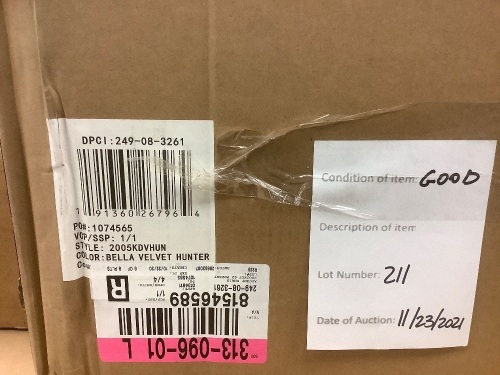 DPCI:249-08-3261
1 91360 26796 4
PO#:1074565
VCP/SSP: 1/1
STYLE: 2005KDVHUN
COLOR:BELLA VELVET HUNTER
313-096-01 L
81546589
249-08-3261
R
1/1
4/4
Condition of item: GOOD
Description of item
Lot Number: 211
Date of Auction: 11/23/2021